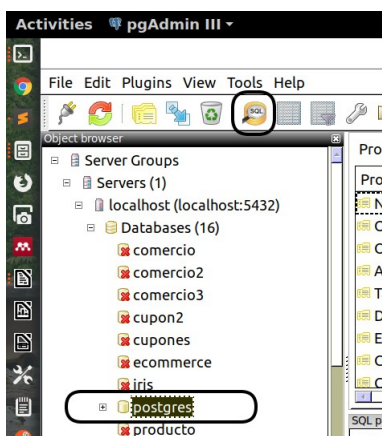 Activities pgAdmin III
File Edit Plugins View Tools Help
SQL
Object browser
Server Groups
Servers (1)
localhost (localhost:5432)
Databases (16)
comercio
comercio2
comercio3
cupon2
cupones
ecommerce
iris
postgres
producto
Pro
Pro
N
C
C
A
T
D
E
C
C
SQL p